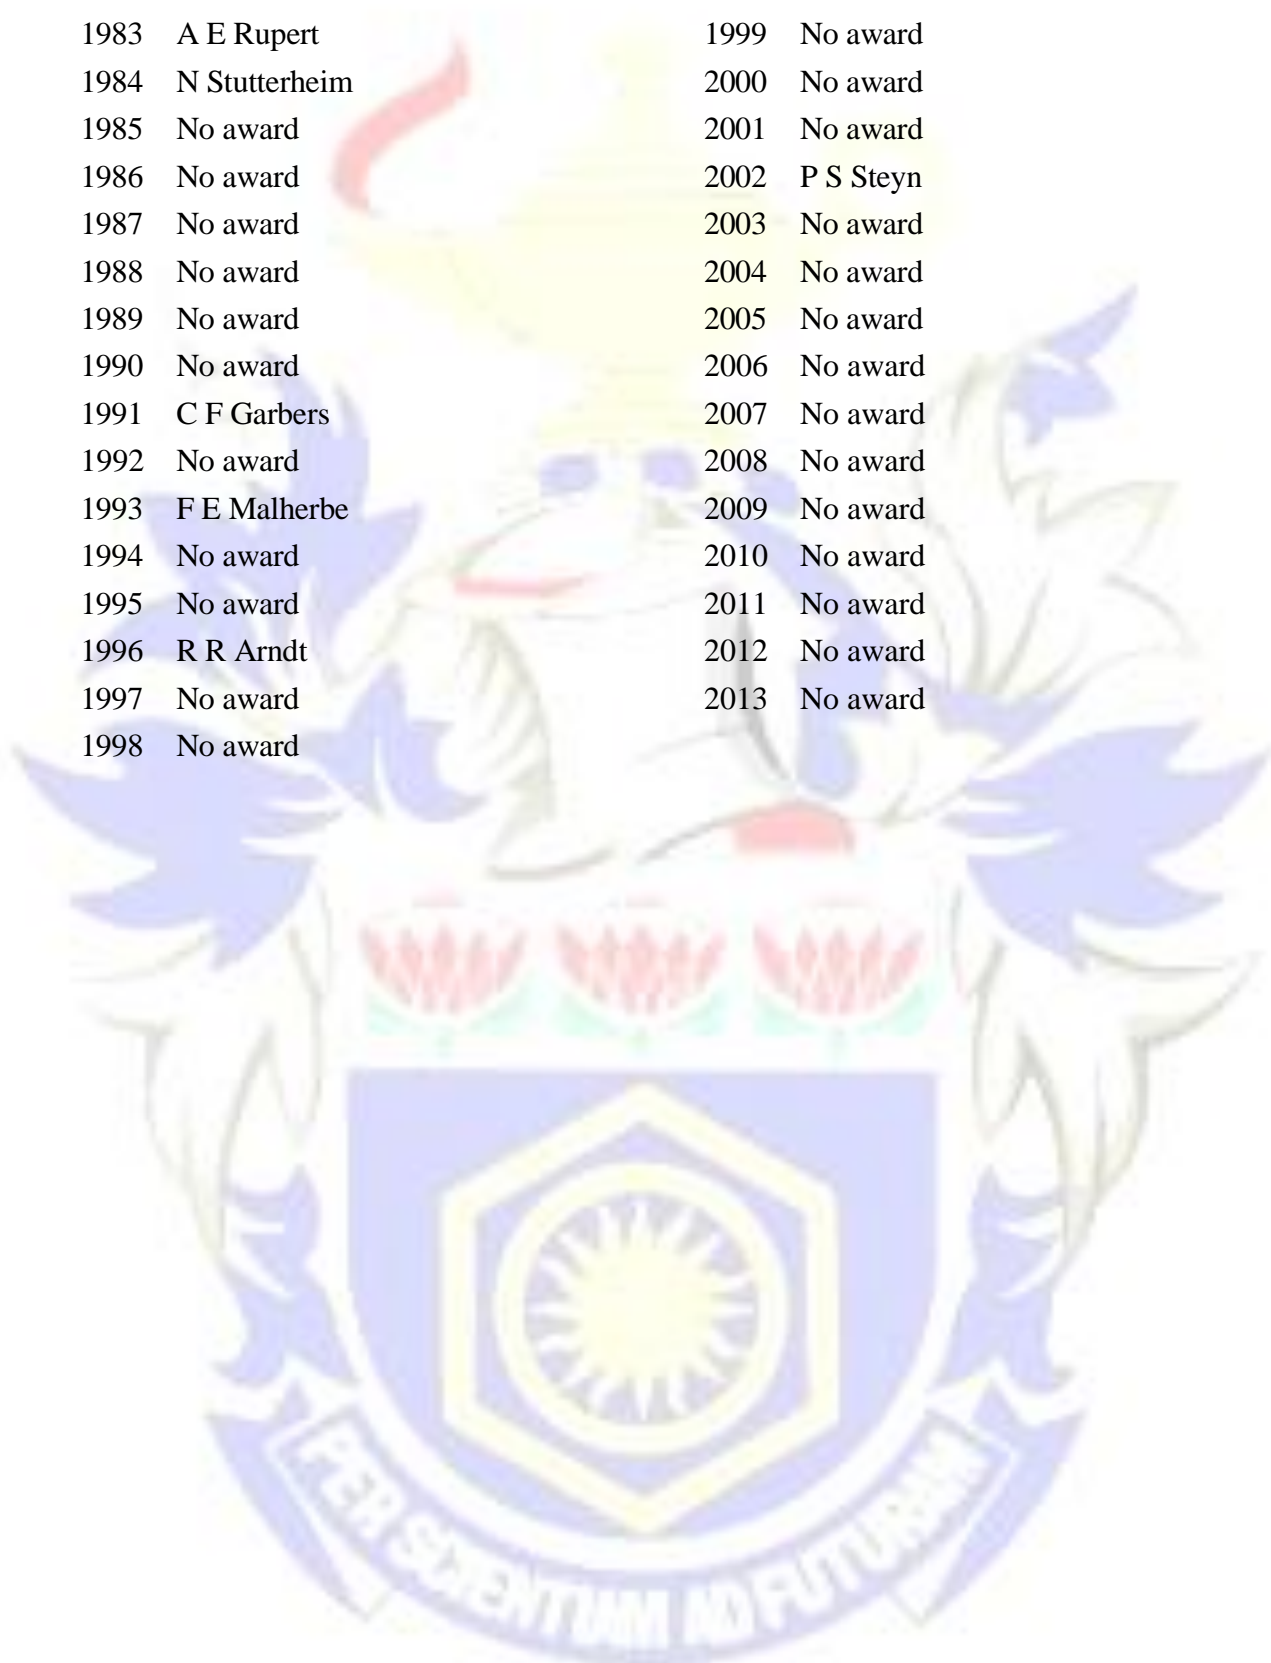 1983 A E Rupert
1984 N Stutterheim
1985 No award
1986 No award
1987 No award
1988 No award
1989 No award
1990 No award
1991 C F Garbers
1992 No award
1993 F E Malherbe
1994 No award
1995 No award
1996 R R Arndt
1997 No award
1998 No award
1999 No award
2000 No award
2001 No award
2002 P S Steyn
2003 No award
2004 No award
2005 No award
2006 No award
2007 No award
2008 No award
2009 No award
2010 No award
2011 No award
2012 No award
2013 No award
PER SCIENTIAM AD FUTURAM